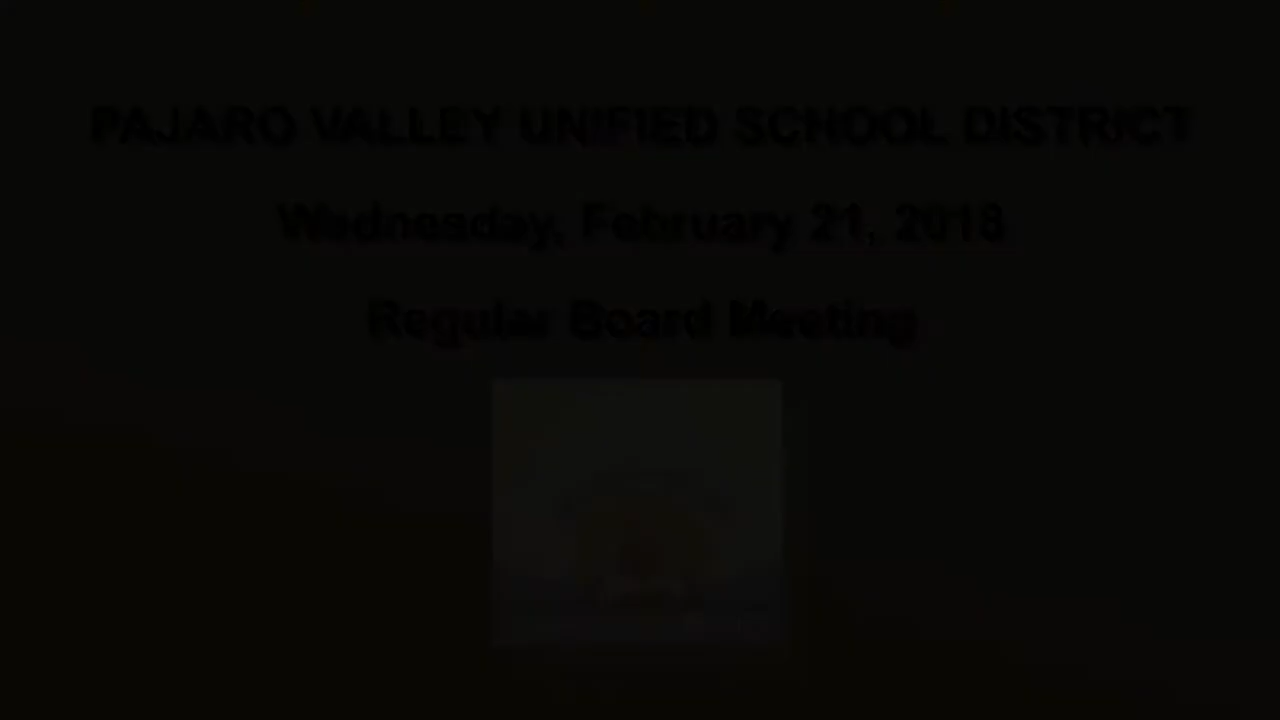 PAJARO VALLEY UNIFIED SCHOOL DISTRICT
Wednesday, February 21, 2018
Regular Board Meeting